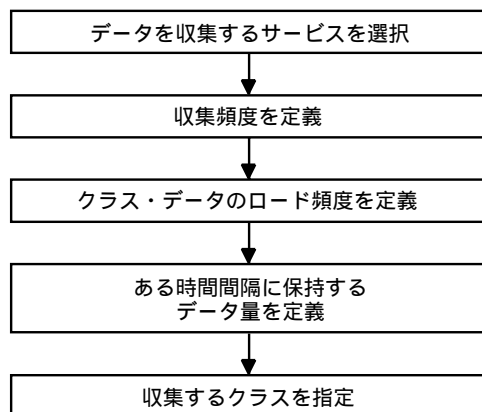 データを収集するサービスを選択
収集頻度を定義
クラス・データのロード頻度を定義
ある時間間隔に保持する
データ量を定義
収集するクラスを指定